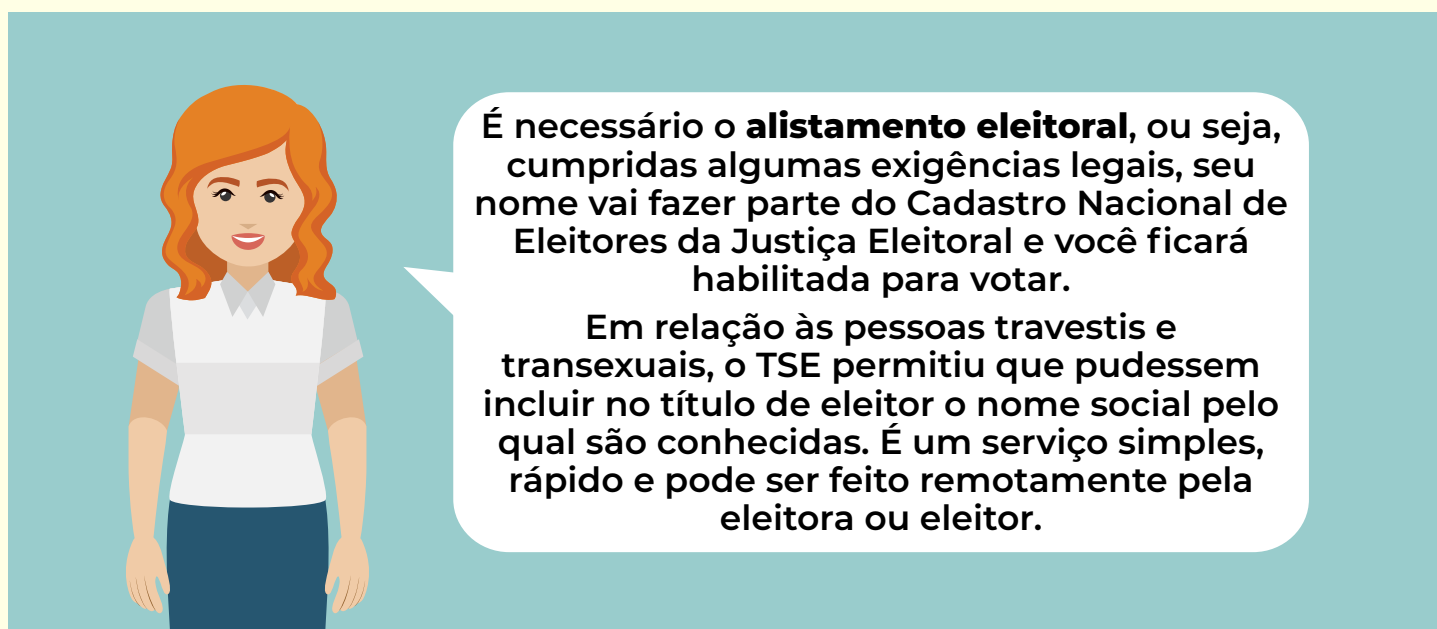 É necessário o alistamento eleitoral, ou seja,
cumpridas algumas exigências legais, seu
nome vai fazer parte do Cadastro Nacional de
Eleitores da Justiça Eleitoral e você ficará
habilitada para votar.
Em relação às pessoas travestis e
transexuais, o TSE permitiu que pudessem
incluir no título de eleitor o nome social pelo
qual são conhecidas. É um serviço simples,
rápido e pode ser feito remotamente pela
eleitora ou eleitor.